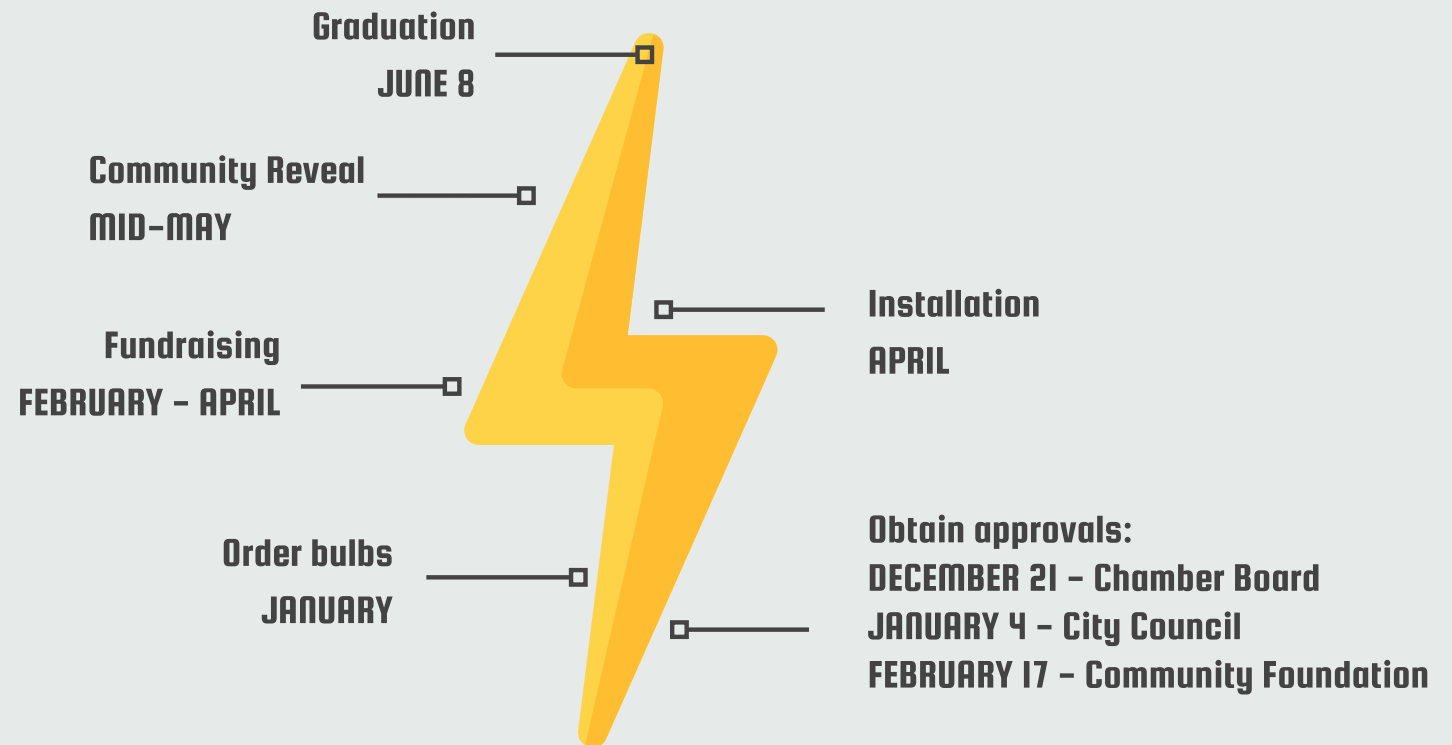 Graduation
JUNE 8
Community Reveal
MID-MAY
Installation
APRIL
Fundraising
FEBRUARY - APRIL
Order bulbs
JANUARY
Obtain approvals:
DECEMBER 21 - Chamber Board
JANUARY 4 - City Council
FEBRUARY 17 - Community Foundation